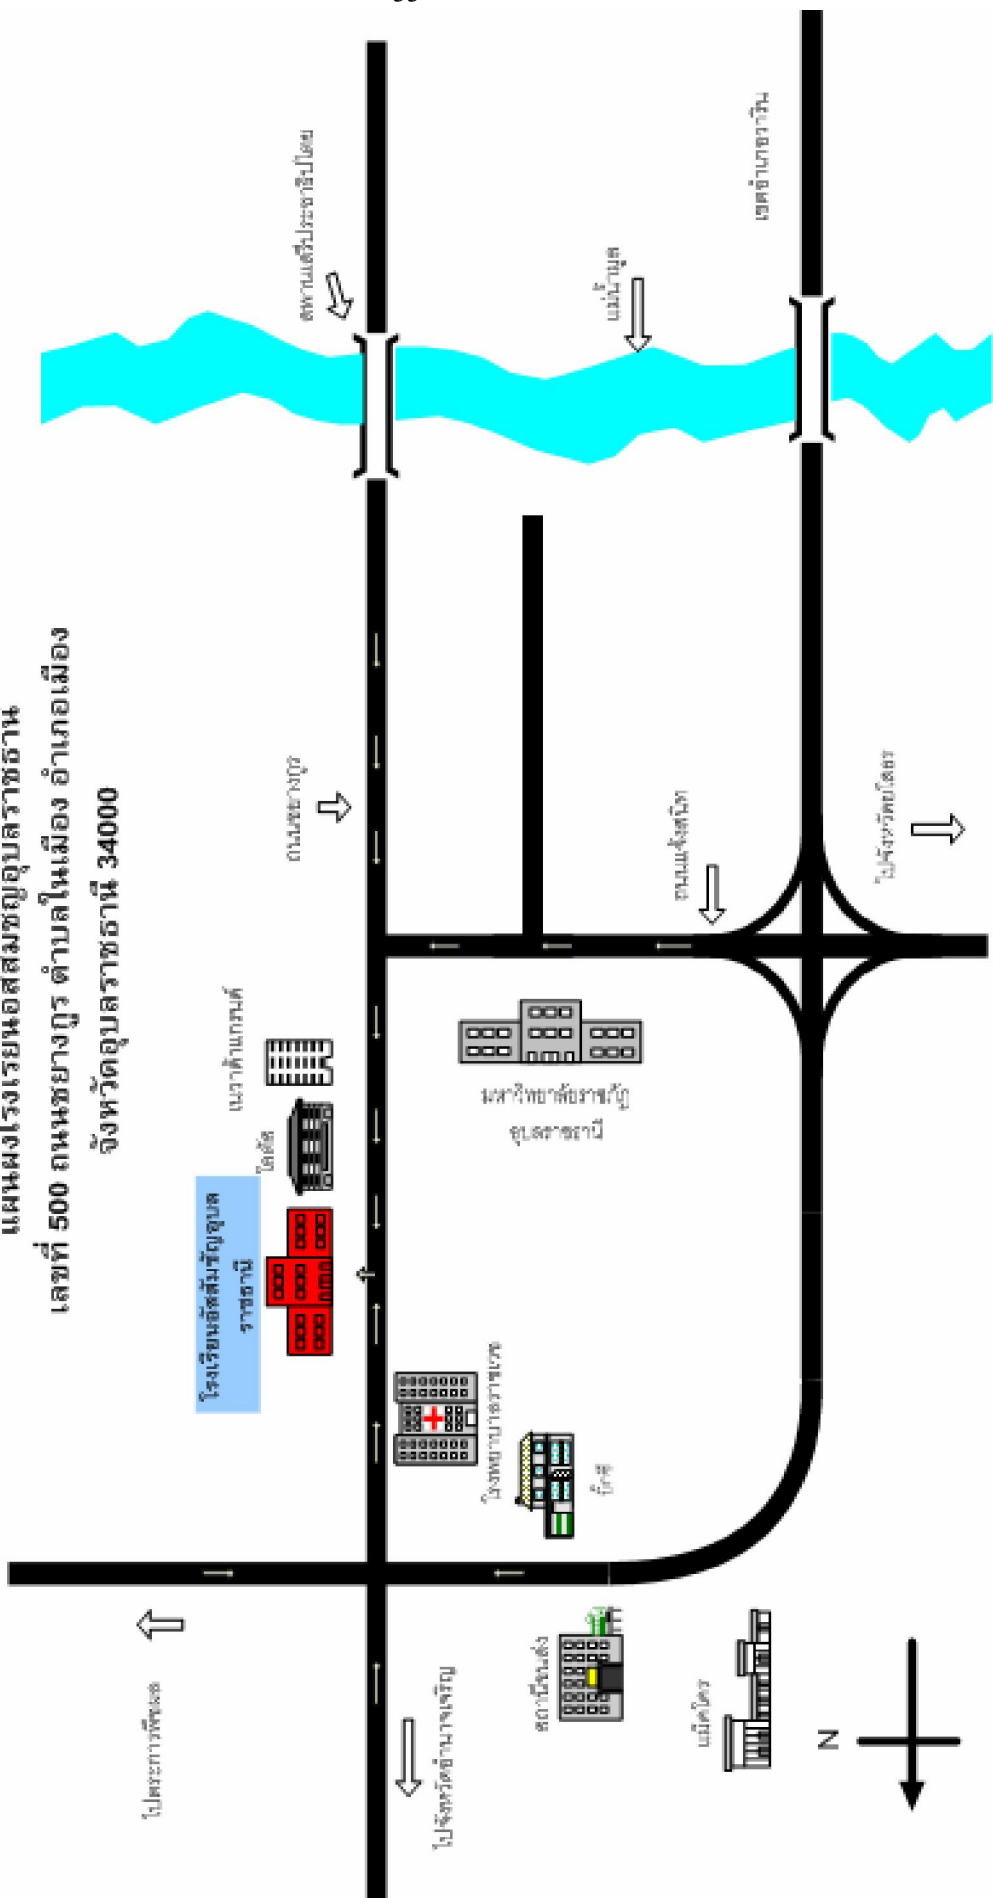 แผนผังโรงเรียนอัสสัมชัญอุบลราชธานี
เลขที่ 500 ถนนชยางกูร ตำบลในเมือง อำเภอเมือง
จังหวัดอุบลราชธานี 34000
สะพานเสรีประชาธิปไตย
แม่น้ำมูล
เขตอำเภอวาริน
ถนนชยางกูร
ถนนแจ้งสนิท
ไปจังหวัดยโสธร
เนวาด้าแกรนด์
โลตัส
โรงเรียนอัสสัมชัญอุบล
ราชธานี
มหาวิทยาลัยราชภัฏ
อุบลราชธานี
โรงพยาบาลราชเวช
บิ๊กซี
สถานีขนส่ง
แม็คโคร
ไปตระการพืชผล
ไปจังหวัดอำนาจเจริญ
N